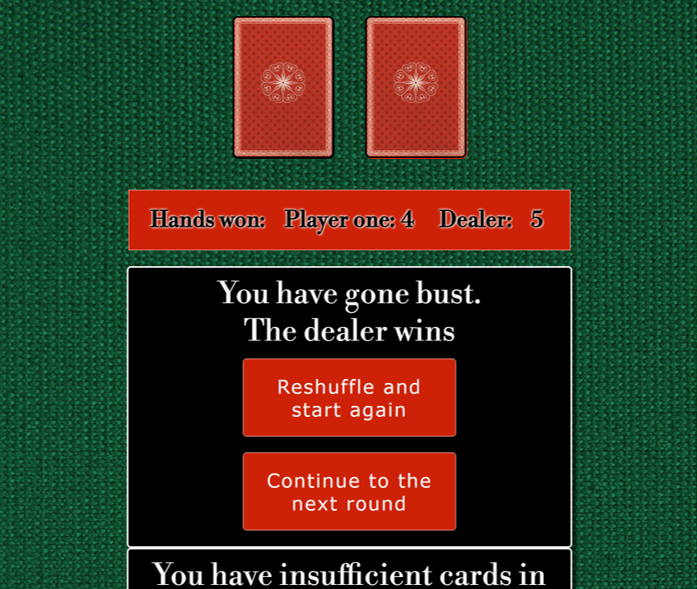 Hands won: Player one: 4 Dealer: 5
You have gone bust.
The dealer wins
Reshuffle and
start again
Continue to the
next round
You have insufficient cards in